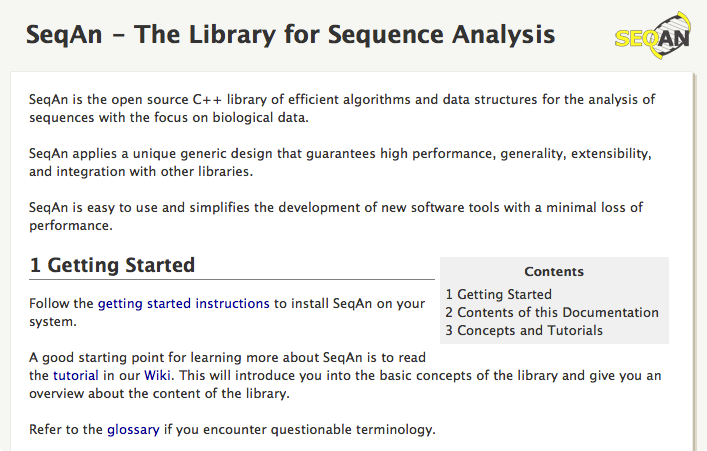 SeqAn – The Library for Sequence Analysis
SEQAN
SeqAn is the open source C++ library of efficient algorithms and data structures for the analysis of
sequences with the focus on biological data.
SeqAn applies a unique generic design that guarantees high performance, generality, extensibility,
and integration with other libraries.
SeqAn is easy to use and simplifies the development of new software tools with a minimal loss of
performance.
1 Getting Started
Follow the getting started instructions to install SeqAn on your
system.
Contents
1 Getting Started
2 Contents of this Documentation
3 Concepts and Tutorials
A good starting point for learning more about SeqAn is to read
the tutorial in our Wiki. This will introduce you into the basic concepts of the library and give you an
overview about the content of the library.
Refer to the glossary if you encounter questionable terminology.